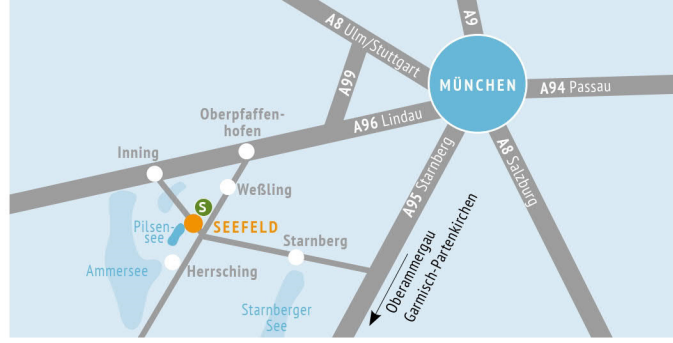 A8 Ulm/Stuttgart
A9
A99
MÜNCHEN
A94 Passau
Oberpfaffen-
hofen
A96 Lindau
Inning
A95 Starnberg
A8 Salzburg
Weßling
S
Pilsen-
see
SEEFELD
Starnberg
Ammersee
Herrsching
Oberammergau
Garmisch-Partenkirchen
Starnberger
See